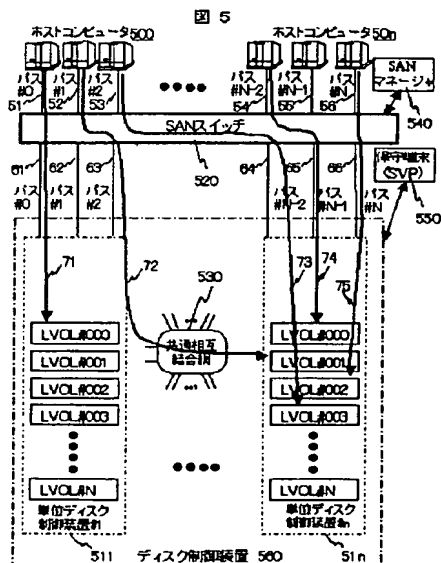 図 5
ホストコンピュータ 500
ホストコンピュータ 50n
パス #0
パス #1
パス #2
パス #N-2
パス #N-1
パス #N
51
52
53
54
55
56
SAN マネージャ
540
SANスイッチ
520
保守端末 (SVP)
550
61
62
63
64
65
66
パス #0
パス #1
パス #2
パス #N-2
パス #N-1
パス #N
71
72
73
74
75
530
共通相互結合網
LVOL#000
LVOL#001
LVOL#002
LVOL#003
LVOL#N
単位ディスク
制御装置#1
511
LVOL#000
LVOL#001
LVOL#002
LVOL#003
LVOL#N
単位ディスク
制御装置#n
51n
ディスク制御装置 560